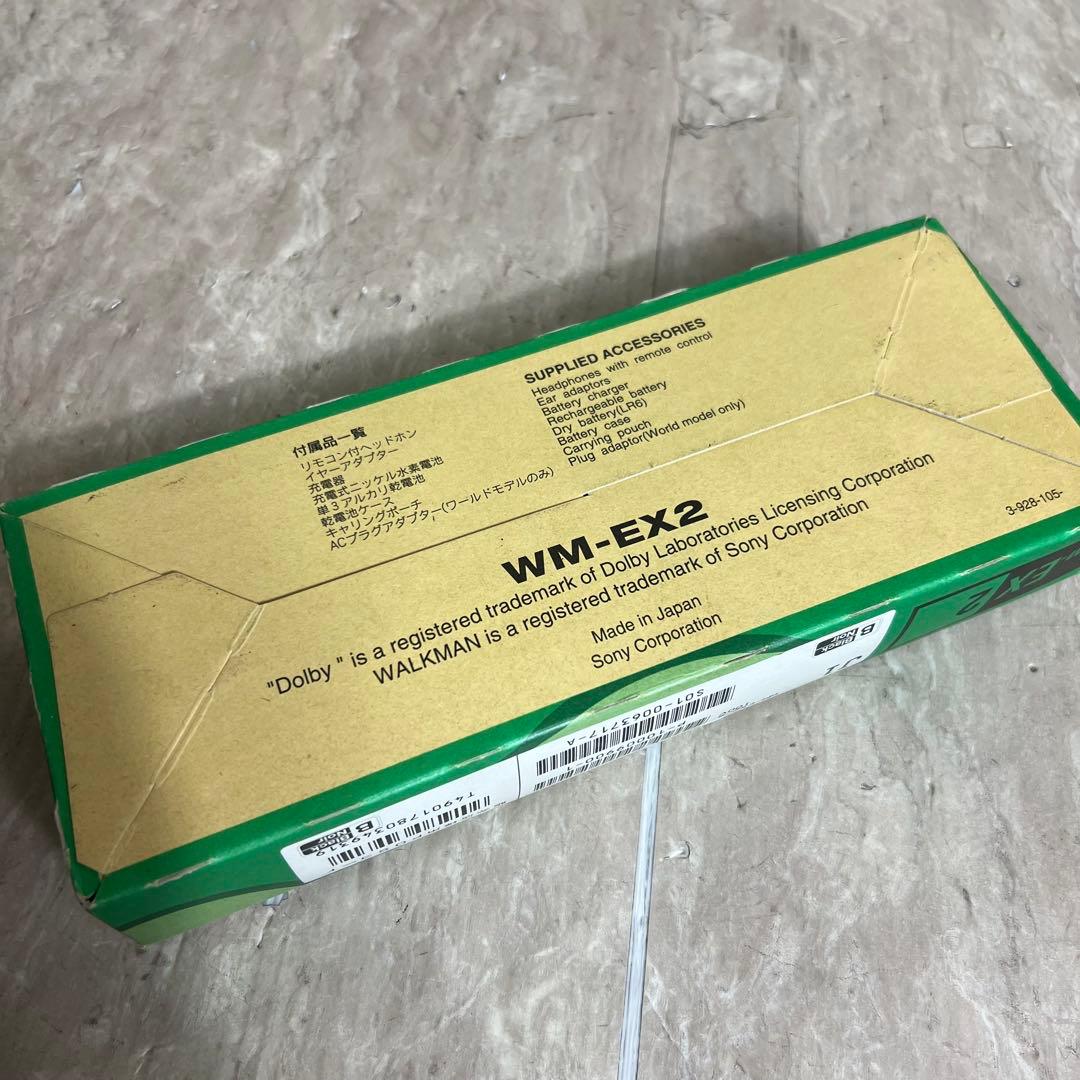 付属品一覧
リモコン付ヘッドホン
イヤーアダプター
充電器
充電式ニッケル水素電池
単3アルカリ乾電池
乾電池ケース
キャリングポーチ
ACプラグアダプター(ワールドモデルのみ)
SUPPLIED ACCESSORIES
Headphones with remote control
Ear adaptors
Battery charger
Rechargeable battery
Dry battery(LR6)
Battery case
Carrying pouch
Plug adaptor(World model only)
WM-EX2
"Dolby" is a registered trademark of Dolby Laboratories Licensing Corporation
WALKMAN is a registered trademark of Sony Corporation
Made in Japan
Sony Corporation
3-928-105-
EX2
B Black Noir
S01-0063717-A
T4901780349319
B Black Noir